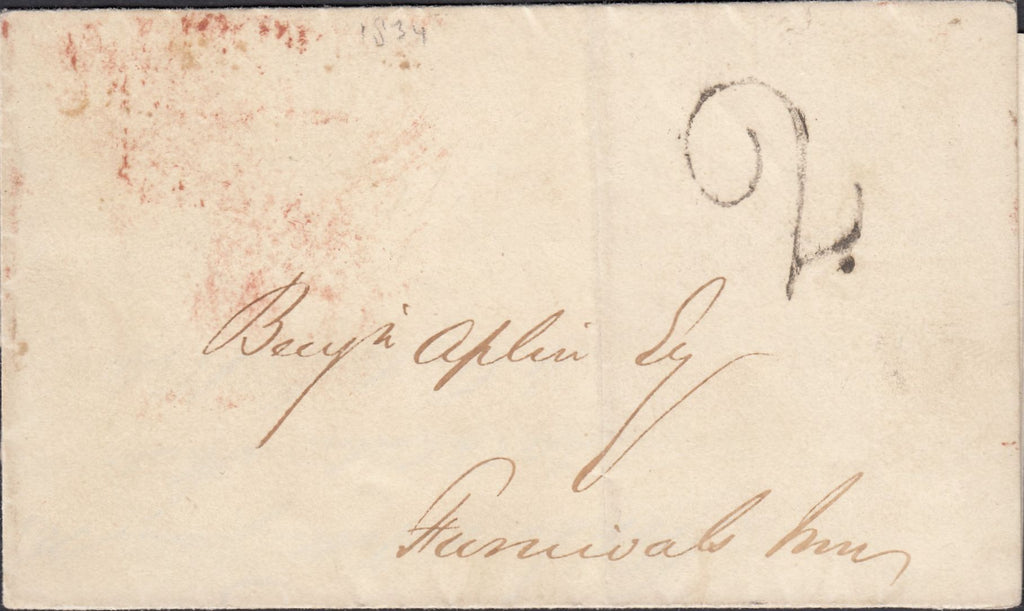 1834
2.
Benjn Aplin Esq
Furnivals Inn